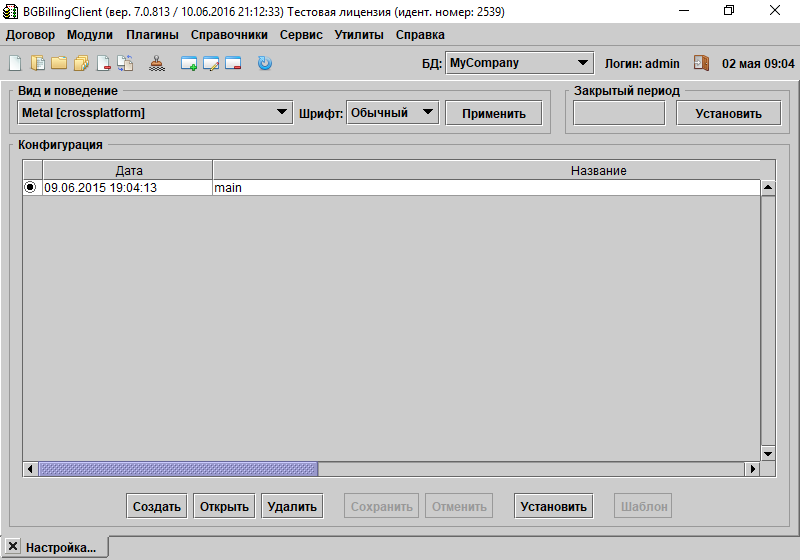 BGBillingClient (вер. 7.0.813 / 10.06.2016 21:12:33) Тестовая лицензия (идент. номер: 2539)
Договор Модули Плагины Справочники Сервис Утилиты Справка
БД: MyCompany Логин: admin 02 мая 09:04
Вид и поведение Закрытый период
Metal [crossplatform] Шрифт: Обычный Применить Установить
Конфигурация
Дата Название
09.06.2015 19:04:13 main
Создать Открыть Удалить Сохранить Отменить Установить Шаблон
Настройка...